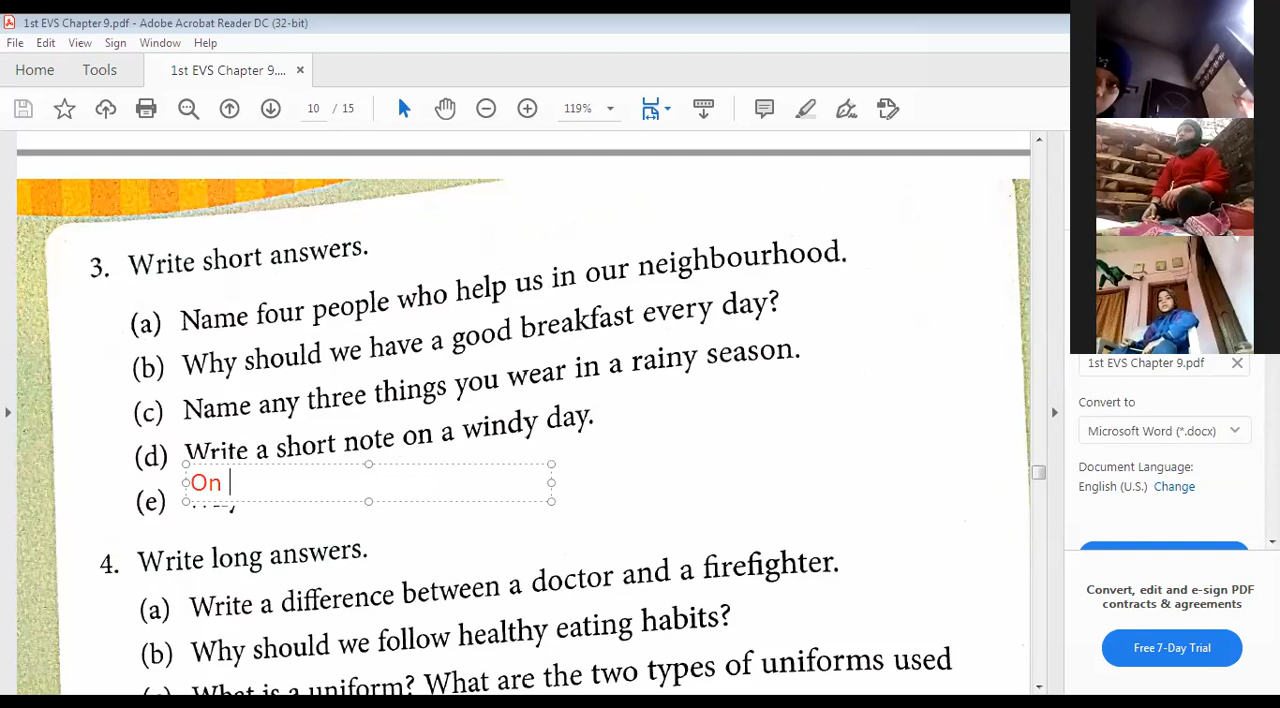 1st EVS Chapter 9.pdf - Adobe Acrobat Reader DC (32-bit)
File Edit View Sign Window Help
Home Tools 1st EVS Chapter 9.... ×
10 / 15 119%
3. Write short answers.
(a) Name four people who help us in our neighbourhood.
(b) Why should we have a good breakfast every day?
(c) Name any three things you wear in a rainy season.
(d) Write a short note on a windy day.
On
(e)
4. Write long answers.
(a) Write a difference between a doctor and a firefighter.
(b) Why should we follow healthy eating habits?
What is a uniform? What are the two types of uniforms used
1st EVS Chapter 9.pdf
Convert to
Microsoft Word (*.docx)
Document Language:
English (U.S.) Change
Convert, edit and e-sign PDF
contracts & agreements
Free 7-Day Trial